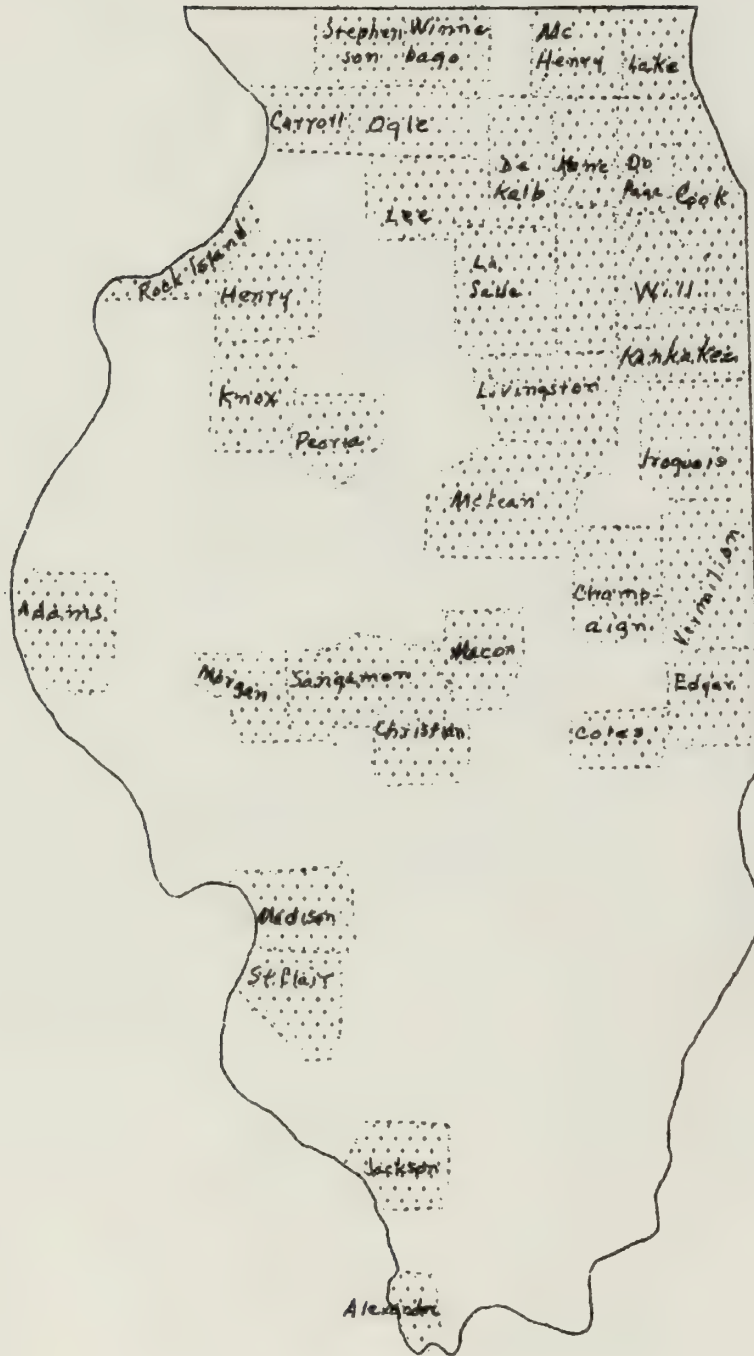 Stephen
son
Winne
bago
Mc
Henry
Lake
Carroll
Ogle
De
Kalb
Kane
Du
Page
Cook
Lee
Rock Island
Henry
La
Salle
Will
Kankakee
Knox
Livingston
Peoria
Iroquois
McLean
Vermilion
Champ-
aign.
Adams.
Macon
Morgan
Sangamon
Edgar.
Christian
Coles
Madison
St. Clair
Jackson
Alexander